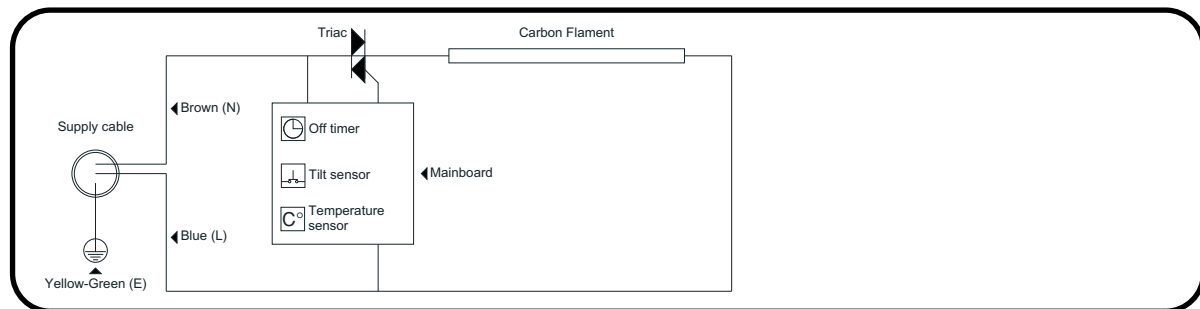 Triac
Carbon Flament
Brown (N)
Supply cable
Off timer
Tilt sensor
Mainboard
C° Temperature
sensor
Blue (L)
Yellow-Green (E)